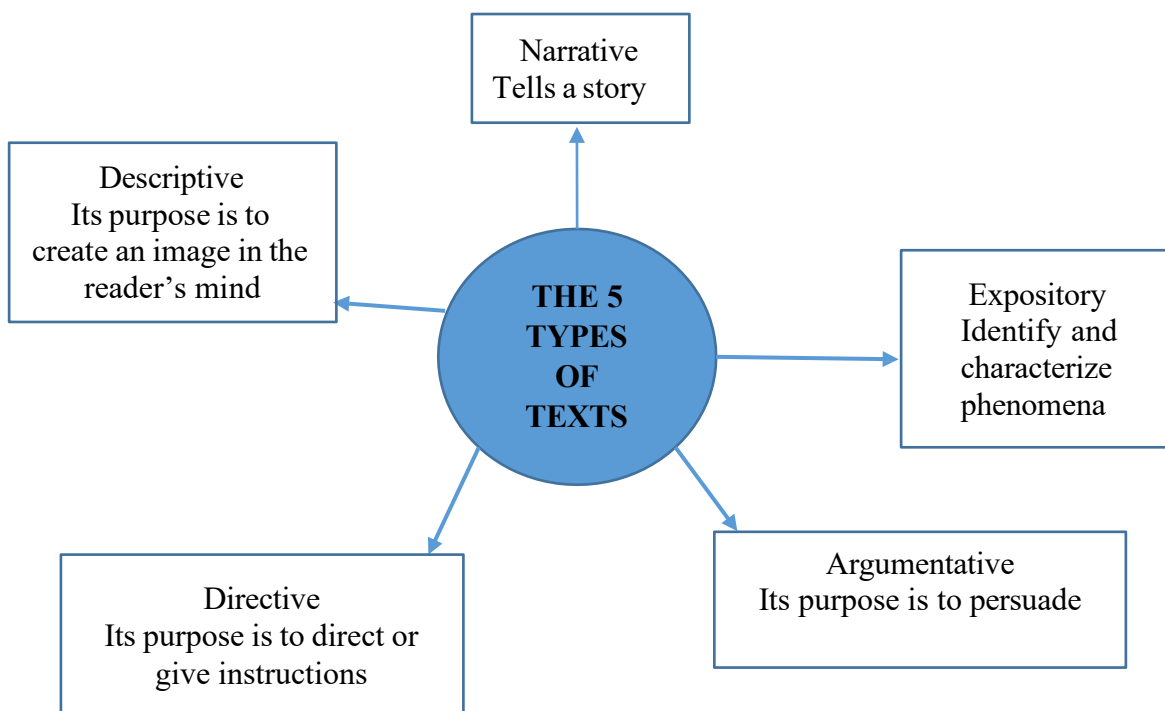 Narrative
Tells a story
Descriptive
Its purpose is to
create an image in the
reader’s mind
THE 5
TYPES
OF
TEXTS
Expository
Identify and
characterize
phenomena
Directive
Its purpose is to direct or
give instructions
Argumentative
Its purpose is to persuade